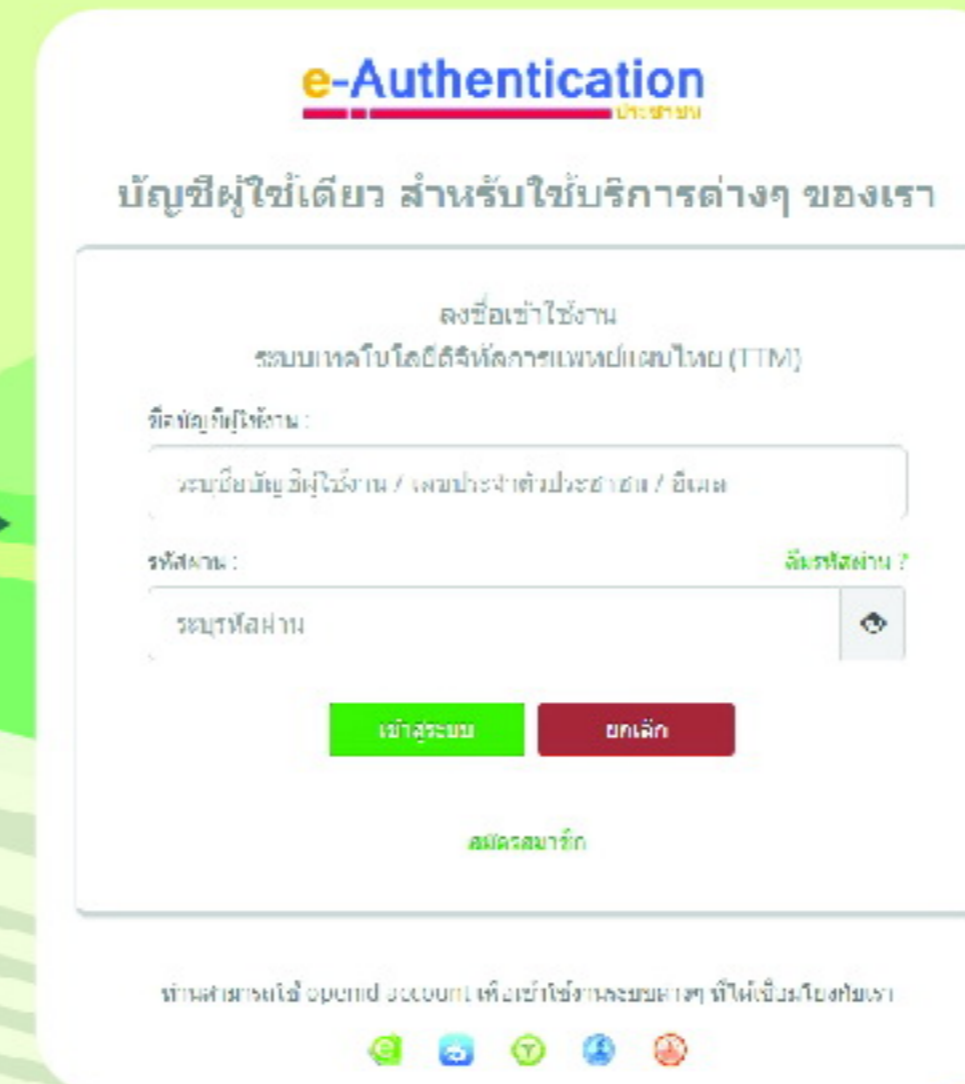 e-Authentication
ประชาชน
บัญชีผู้ใช้เดียว สำหรับใช้บริการต่างๆ ของเรา
ลงชื่อเข้าใช้งาน
ระบบเทคโนโลยีดิจิทัลการแพทย์แผนไทย (TTM)
ชื่อบัญชีผู้ใช้งาน :
ระบุชื่อบัญชีผู้ใช้งาน / เลขประจำตัวประชาชน / อีเมล
รหัสผ่าน :
ลืมรหัสผ่าน ?
ระบุรหัสผ่าน
เข้าสู่ระบบ
ยกเลิก
สมัครสมาชิก
ท่านสามารถใช้ openid account เพื่อเข้าใช้งานระบบต่างๆ ที่ได้เชื่อมโยงกับเรา